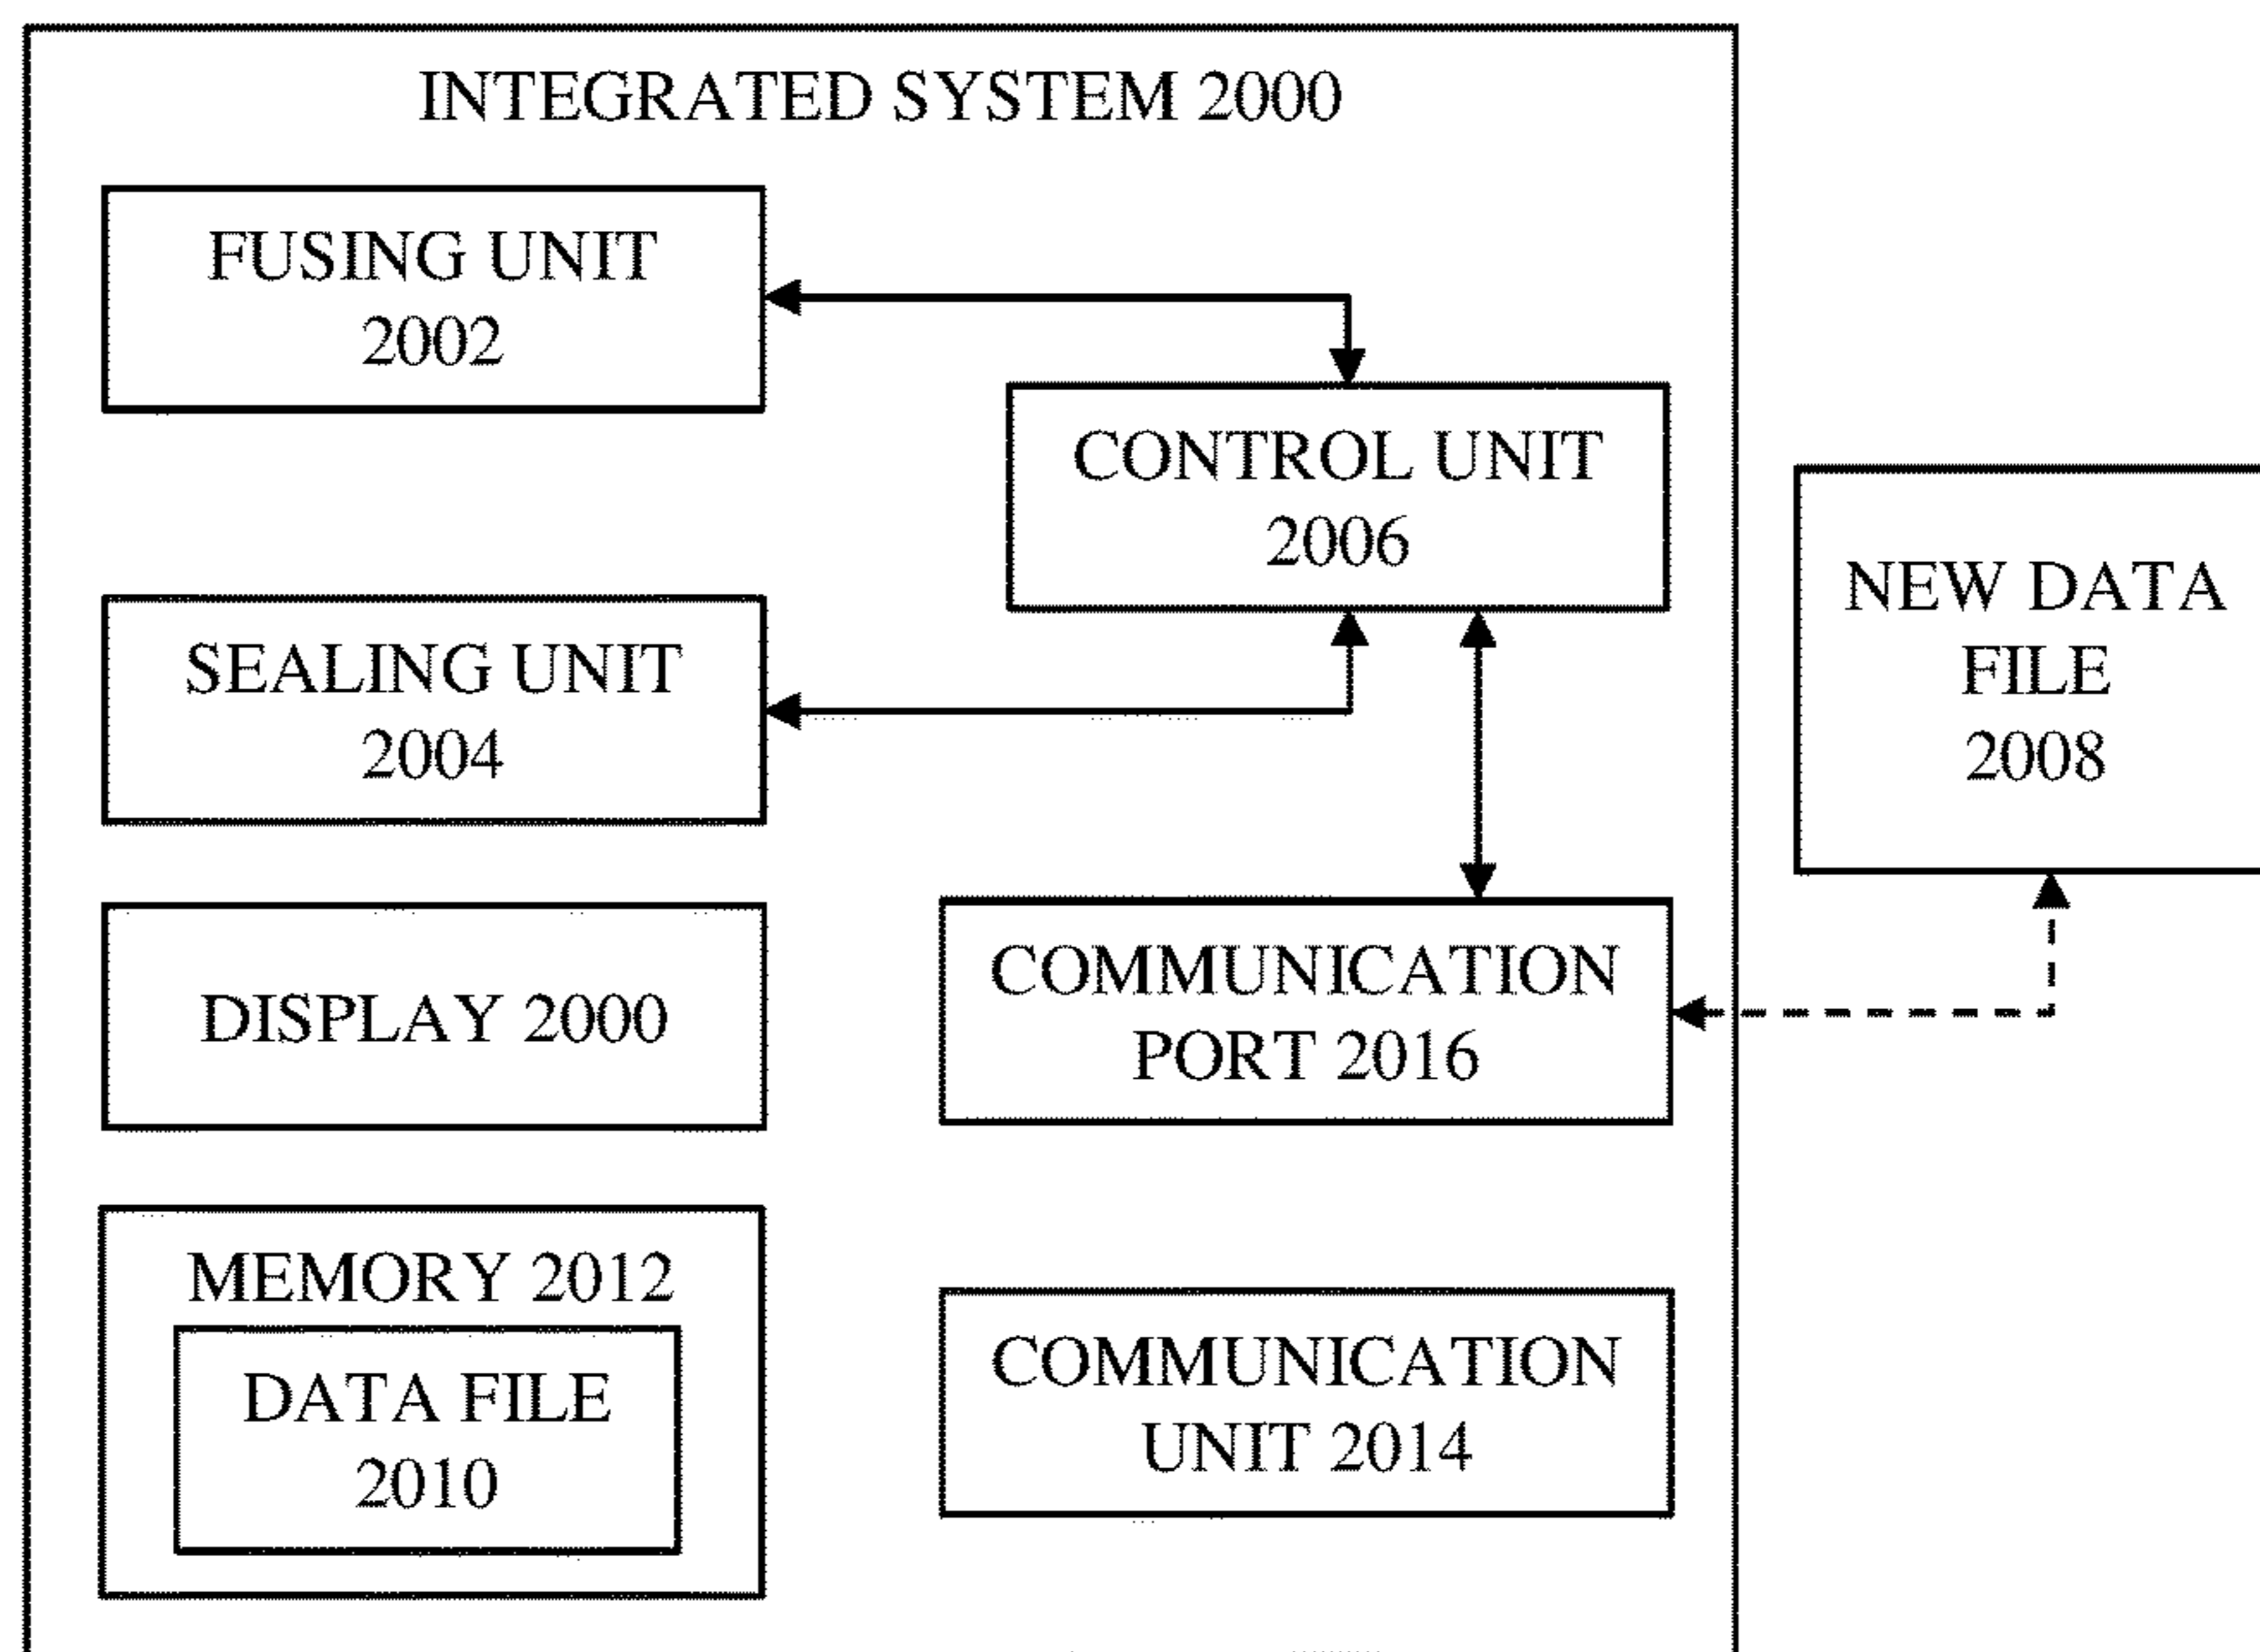 INTEGRATED SYSTEM 2000
FUSING UNIT
2002
CONTROL UNIT
2006
NEW DATA
FILE
2008
SEALING UNIT
2004
DISPLAY 2000
COMMUNICATION
PORT 2016
MEMORY 2012
DATA FILE
2010
COMMUNICATION
UNIT 2014